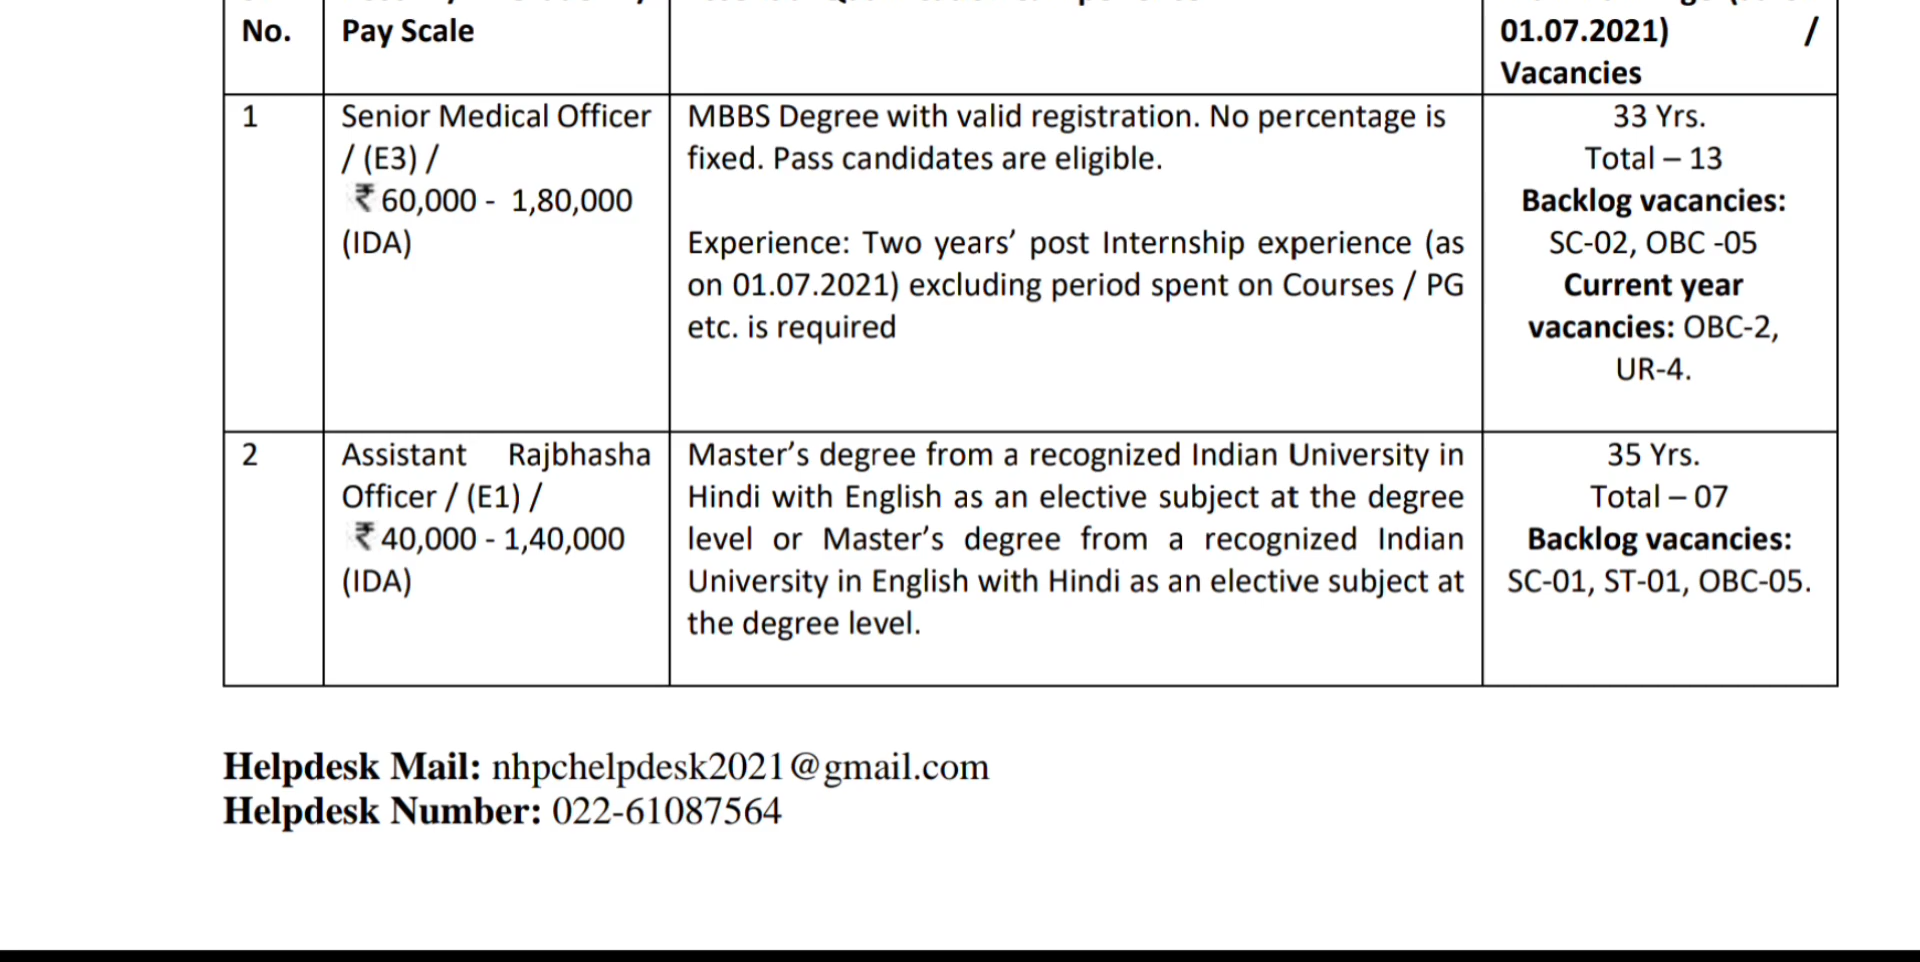 No.
Pay Scale
01.07.2021) /
Vacancies
1
Senior Medical Officer
/ (E3) /
₹ 60,000 - 1,80,000
(IDA)
MBBS Degree with valid registration. No percentage is
fixed. Pass candidates are eligible.
Experience: Two years’ post Internship experience (as
on 01.07.2021) excluding period spent on Courses / PG
etc. is required
33 Yrs.
Total – 13
Backlog vacancies:
SC-02, OBC -05
Current year
vacancies: OBC-2,
UR-4.
2
Assistant Rajbhasha
Officer / (E1) /
₹ 40,000 - 1,40,000
(IDA)
Master’s degree from a recognized Indian University in
Hindi with English as an elective subject at the degree
level or Master’s degree from a recognized Indian
University in English with Hindi as an elective subject at
the degree level.
35 Yrs.
Total – 07
Backlog vacancies:
SC-01, ST-01, OBC-05.
Helpdesk Mail: nhpchelpdesk2021@gmail.com
Helpdesk Number: 022-61087564